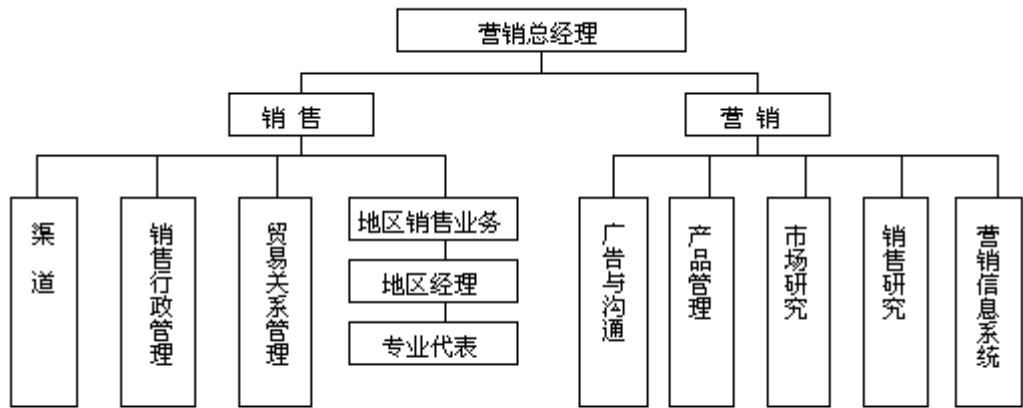 营销总经理
销 售
营 销
渠 道
销售行政管理
贸易关系管理
地区销售业务
地区经理
专业代表
广告与沟通
产品管理
市场研究
销售研究
营销信息系统